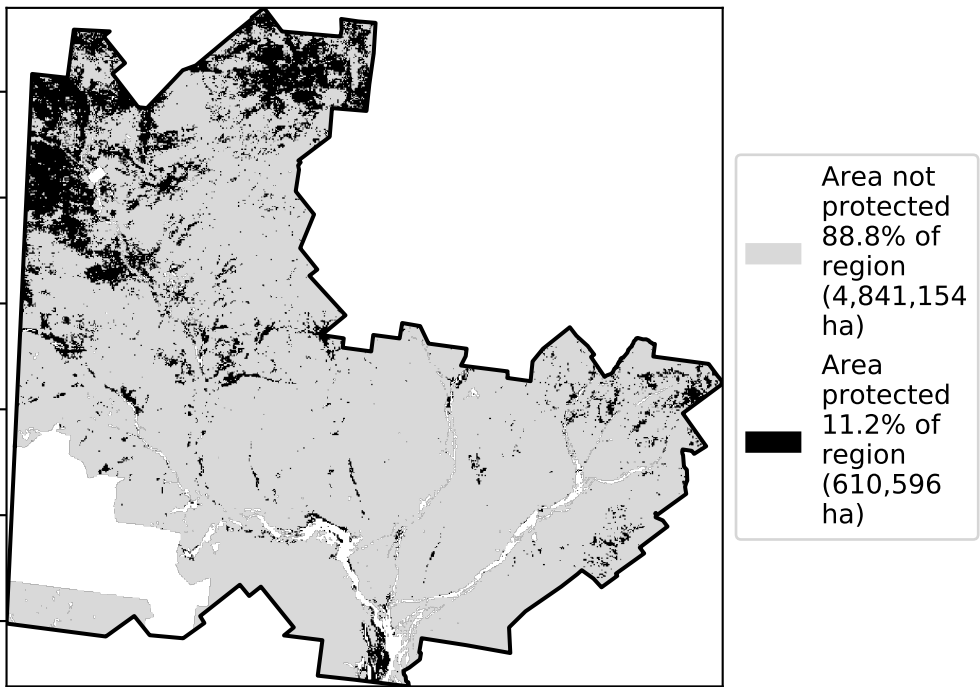 Area not
protected
88.8% of
region
(4,841,154
ha)
Area
protected
11.2% of
region
(610,596
ha)